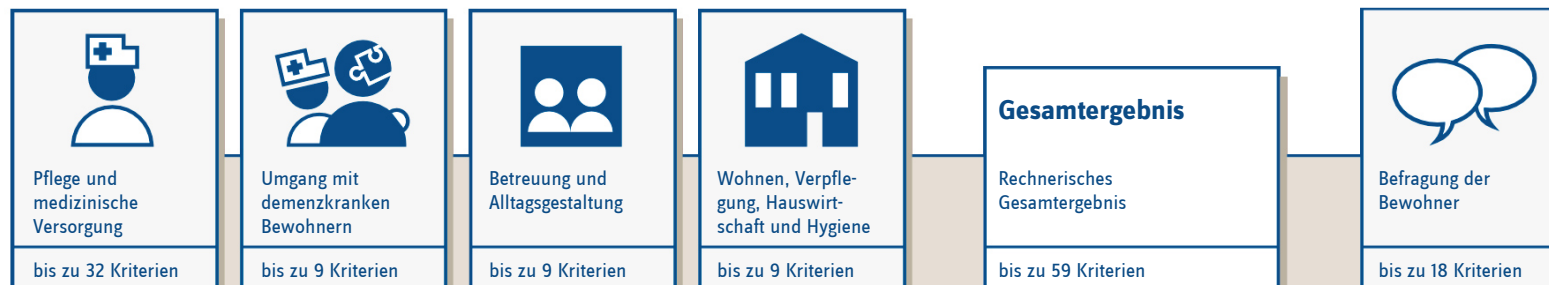 Pflege und
medizinische
Versorgung
bis zu 32 Kriterien
Umgang mit
demenzkranken
Bewohnern
bis zu 9 Kriterien
Betreuung und
Alltagsgestaltung
bis zu 9 Kriterien
Wohnen, Verpfle-
gung, Hauswirt-
schaft und Hygiene
bis zu 9 Kriterien
Gesamtergebnis
Rechnerisches
Gesamtergebnis
bis zu 59 Kriterien
Befragung der
Bewohner
bis zu 18 Kriterien